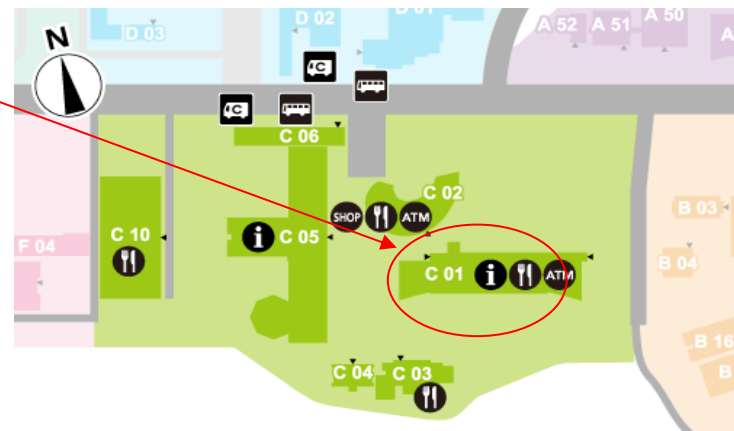 D 02
D 01
A 52
A 51
A 50
D 03
N
A
C
C
C 06
C 02
B 03
SHOP
ATM
C 10
i
C 05
F 04
B 04
C 01
i
ATM
B 16
C 04
C 03
B